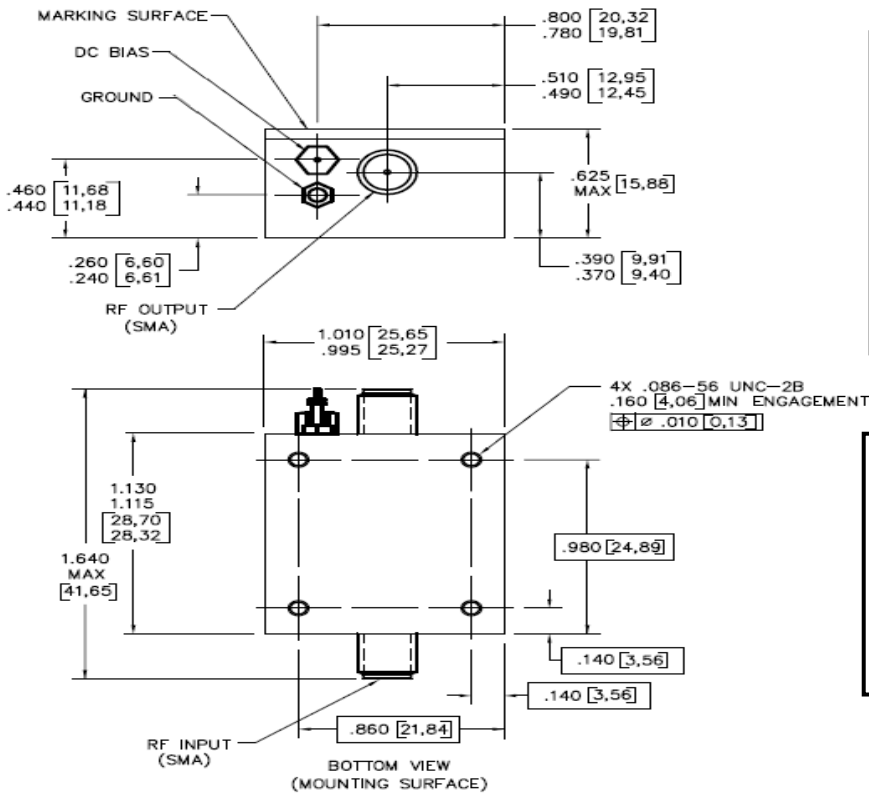 MARKING SURFACE
DC BIAS
GROUND
.800 [20,32]
.780 [19,81]
.510 [12,95]
.490 [12,45]
.460 [11,68]
.440 [11,18]
.625 MAX [15,88]
.260 [6,60]
.240 [6,61]
.390 [9,91]
.370 [9,40]
RF OUTPUT
(SMA)
1.010 [25,65]
.995 [25,27]
4X .086-56 UNC-2B
.160 [4,06] MIN ENGAGEMENT
⌖ ⌀ .010 [0,13]
1.130
1.115
[28,70]
[28,32]
1.640
MAX
[41,65]
.980 [24,89]
.140 [3,56]
.140 [3,56]
.860 [21,84]
RF INPUT
(SMA)
BOTTOM VIEW
(MOUNTING SURFACE)